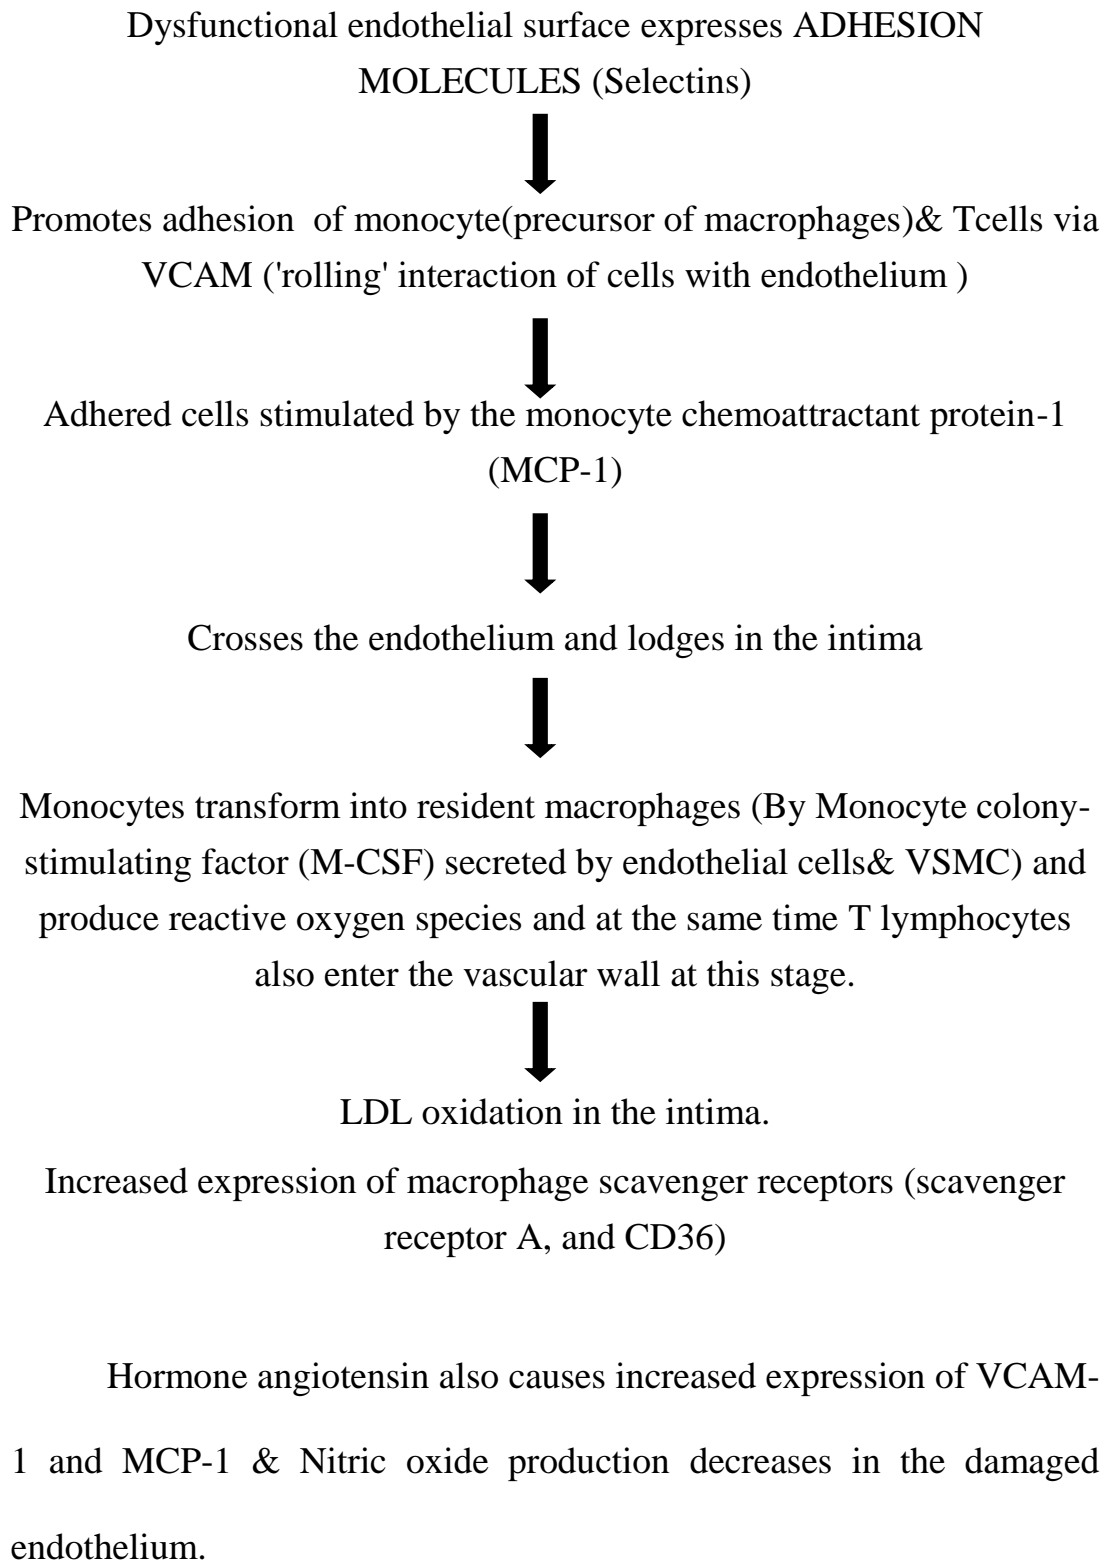 Dysfunctional endothelial surface expresses ADHESION
MOLECULES (Selectins)
Promotes adhesion  of monocyte(precursor of macrophages)& Tcells via
VCAM ('rolling' interaction of cells with endothelium )
Adhered cells stimulated by the monocyte chemoattractant protein-1
(MCP-1)
Crosses the endothelium and lodges in the intima
Monocytes transform into resident macrophages (By Monocyte colony-
stimulating factor (M-CSF) secreted by endothelial cells& VSMC) and
produce reactive oxygen species and at the same time T lymphocytes
also enter the vascular wall at this stage.
LDL oxidation in the intima.
Increased expression of macrophage scavenger receptors (scavenger
receptor A, and CD36)
Hormone angiotensin also causes increased expression of VCAM-
1 and MCP-1 & Nitric oxide production decreases in the damaged
endothelium.